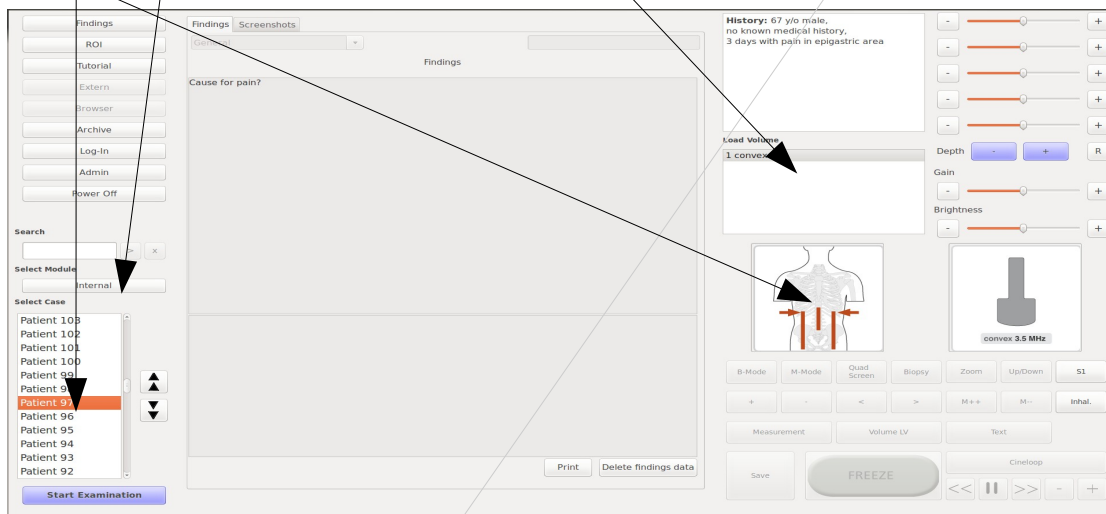 Findings
ROI
Tutorial
Extern
Browser
Archive
Log-In
Admin
Power Off
Search
> x
Select Module
Internal
Select Case
Patient 103
Patient 102
Patient 101
Patient 100
Patient 99
Patient 98
Patient 97
Patient 96
Patient 95
Patient 94
Patient 93
Patient 92
Start Examination
Findings Screenshots
General
Findings
Cause for pain?
Print Delete findings data
History: 67 y/o male,
no known medical history,
3 days with pain in epigastric area
Load Volume
1 convex
- +
- +
- +
- +
- +
Depth - + R
Gain
- +
Brightness
- +
convex 3.5 MHz
B-Mode M-Mode Quad Screen Biopsy Zoom Up/Down S1
+ - < > M++ M-- Inhal.
Measurement Volume LV Text
Save FREEZE Cineloop
<< || >> - +